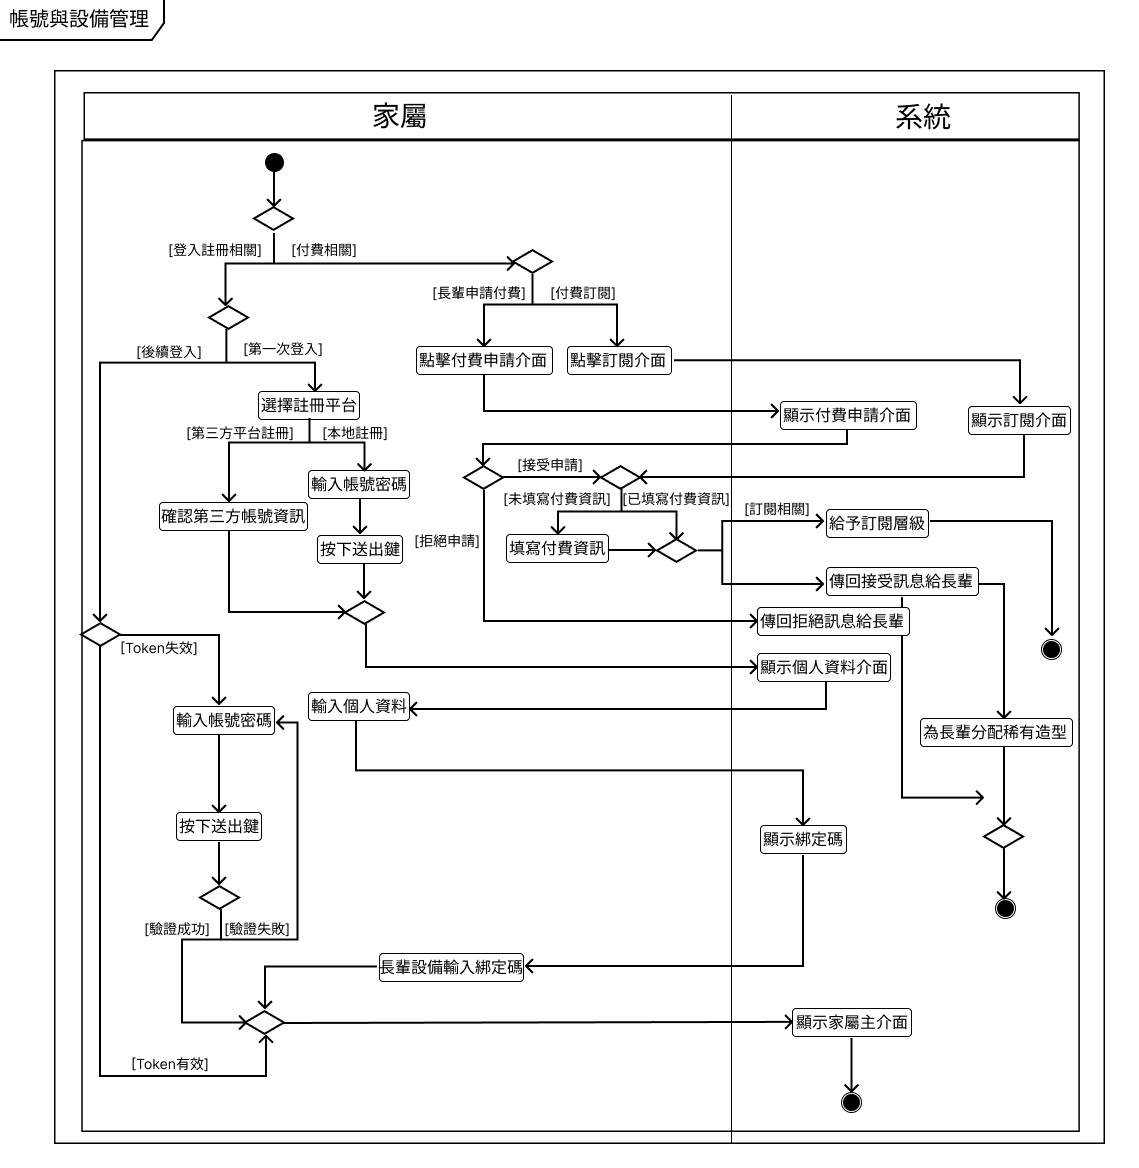 帳號與設備管理
家屬
系統
[登入註冊相關]
[付費相關]
[長輩申請付費]
[付費訂閱]
[後續登入]
[第一次登入]
點擊付費申請介面
點擊訂閱介面
選擇註冊平台
顯示付費申請介面
顯示訂閱介面
[第三方平台註冊]
[本地註冊]
[接受申請]
輸入帳號密碼
[未填寫付費資訊]
[已填寫付費資訊]
[訂閱相關]
確認第三方帳號資訊
給予訂閱層級
[拒絕申請]
按下送出鍵
填寫付費資訊
傳回接受訊息給長輩
傳回拒絕訊息給長輩
[Token失效]
顯示個人資料介面
輸入帳號密碼
輸入個人資料
為長輩分配稀有造型
按下送出鍵
顯示綁定碼
[驗證成功]
[驗證失敗]
長輩設備輸入綁定碼
顯示家屬主介面
[Token有效]